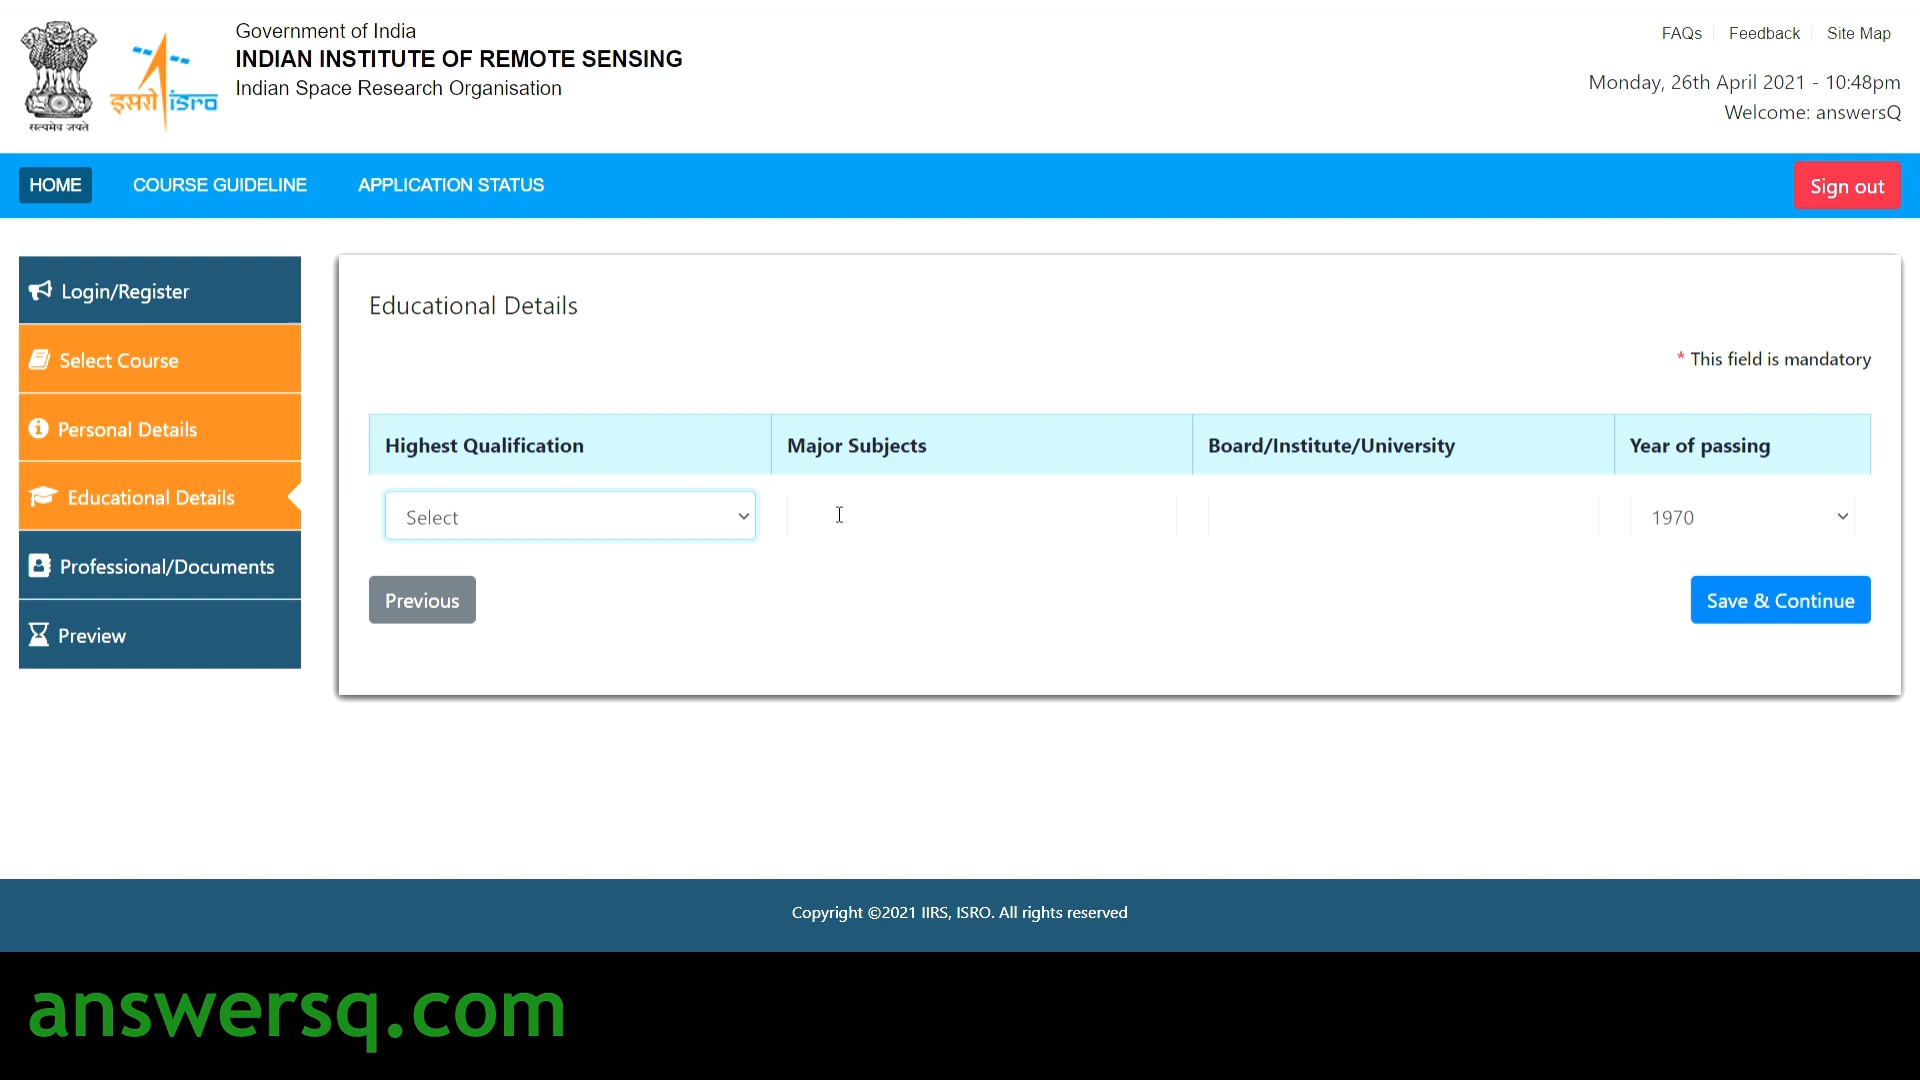 Government of India
INDIAN INSTITUTE OF REMOTE SENSING
Indian Space Research Organisation
सत्यमेव जयते
इसरो isro
FAQs Feedback Site Map
Monday, 26th April 2021 - 10:48pm
Welcome: answersQ
HOME COURSE GUIDELINE APPLICATION STATUS Sign out
Login/Register
Select Course
Personal Details
Educational Details
Professional/Documents
Preview
Educational Details
* This field is mandatory
Highest Qualification Major Subjects Board/Institute/University Year of passing
Select 1970
Previous Save & Continue
Copyright ©2021 IIRS, ISRO. All rights reserved
answersq.com